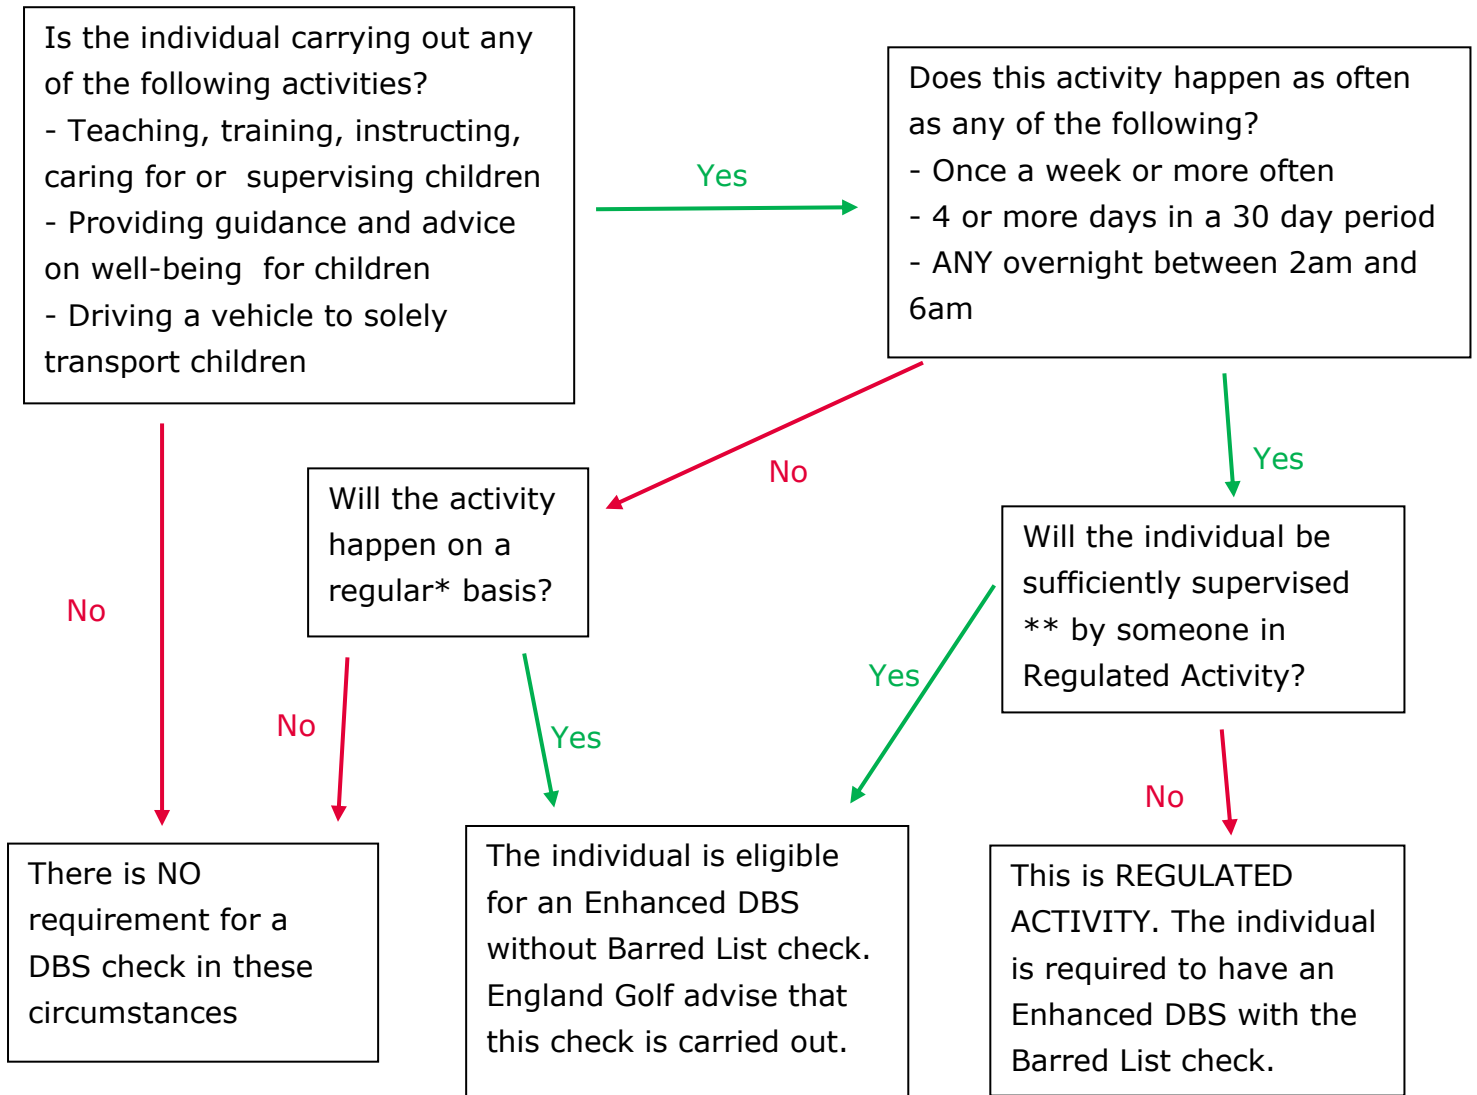 Is the individual carrying out any
of the following activities?
- Teaching, training, instructing,
caring for or  supervising children
- Providing guidance and advice
on well-being  for children
- Driving a vehicle to solely
transport children
Yes
Does this activity happen as often
as any of the following?
- Once a week or more often
- 4 or more days in a 30 day period
- ANY overnight between 2am and
6am
No
No
Yes
Will the activity
happen on a
regular* basis?
Will the individual be
sufficiently supervised
** by someone in
Regulated Activity?
No
Yes
Yes
No
There is NO
requirement for a
DBS check in these
circumstances
The individual is eligible
for an Enhanced DBS
without Barred List check.
England Golf advise that
this check is carried out.
This is REGULATED
ACTIVITY. The individual
is required to have an
Enhanced DBS with the
Barred List check.